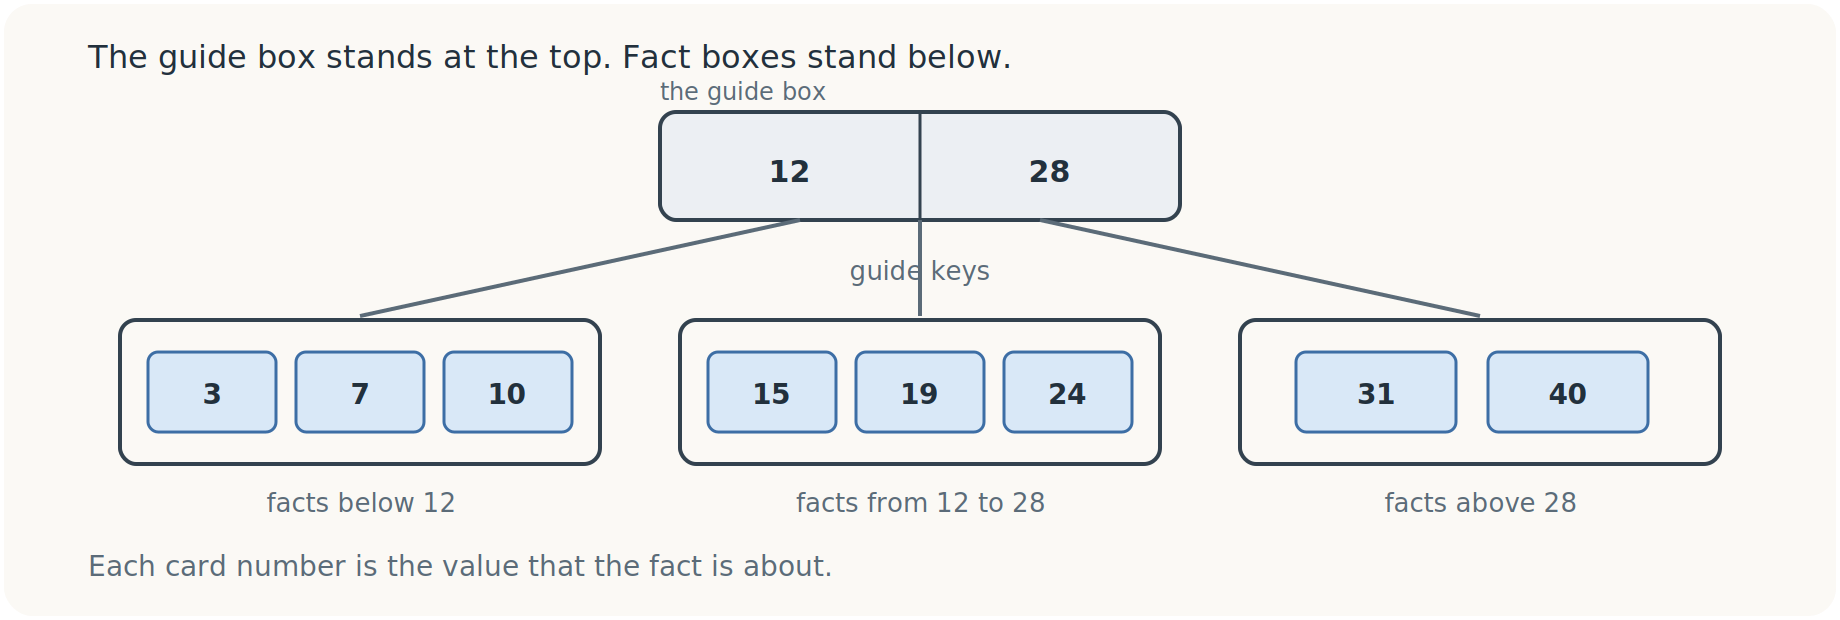 The guide box stands at the top. Fact boxes stand below.
the guide box
12 28
guide keys
3 7 10 15 19 24 31 40
facts below 12 facts from 12 to 28 facts above 28
Each card number is the value that the fact is about.